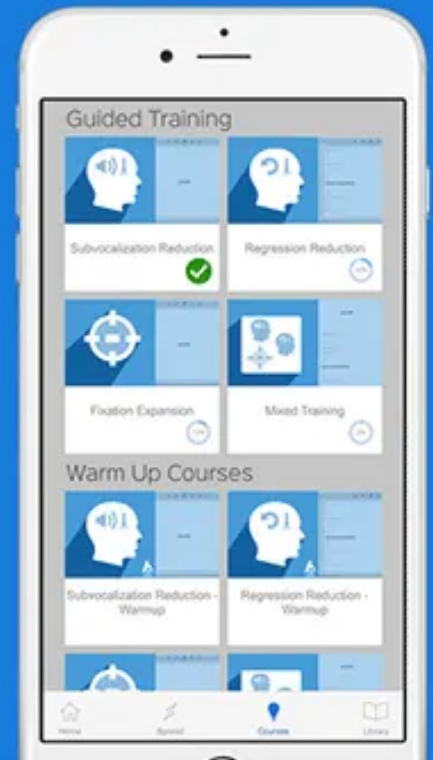 Guided Training
Subvocalization Reduction
Regression Reduction
Fixation Expansion
Mixed Training
Warm Up Courses
Subvocalization Reduction -
Warmup
Regression Reduction -
Warmup
Home
Spreed
Courses
Library